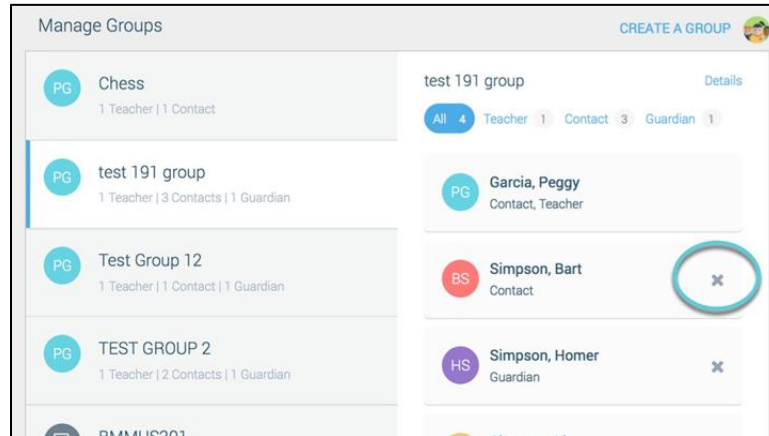 Manage Groups
CREATE A GROUP
PG
Chess
1 Teacher | 1 Contact
PG
test 191 group
1 Teacher | 3 Contacts | 1 Guardian
PG
Test Group 12
1 Teacher | 1 Contact | 1 Guardian
PG
TEST GROUP 2
1 Teacher | 2 Contacts | 1 Guardian
test 191 group
Details
All 4 Teacher 1 Contact 3 Guardian 1
PG
Garcia, Peggy
Contact, Teacher
BS
Simpson, Bart
Contact
HS
Simpson, Homer
Guardian